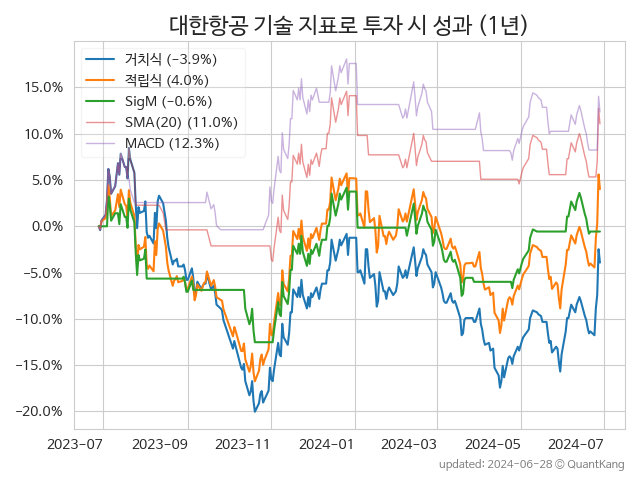 대한항공 기술 지표로 투자 시 성과 (1년)
거치식 (−3.9%)
적립식 (4.0%)
SigM (−0.6%)
SMA(20) (11.0%)
MACD (12.3%)
15.0%
10.0%
5.0%
0.0%
−5.0%
−10.0%
−15.0%
−20.0%
2023-07 2023-09 2023-11 2024-01 2024-03 2024-05 2024-07
updated: 2024-06-28 © QuantKang